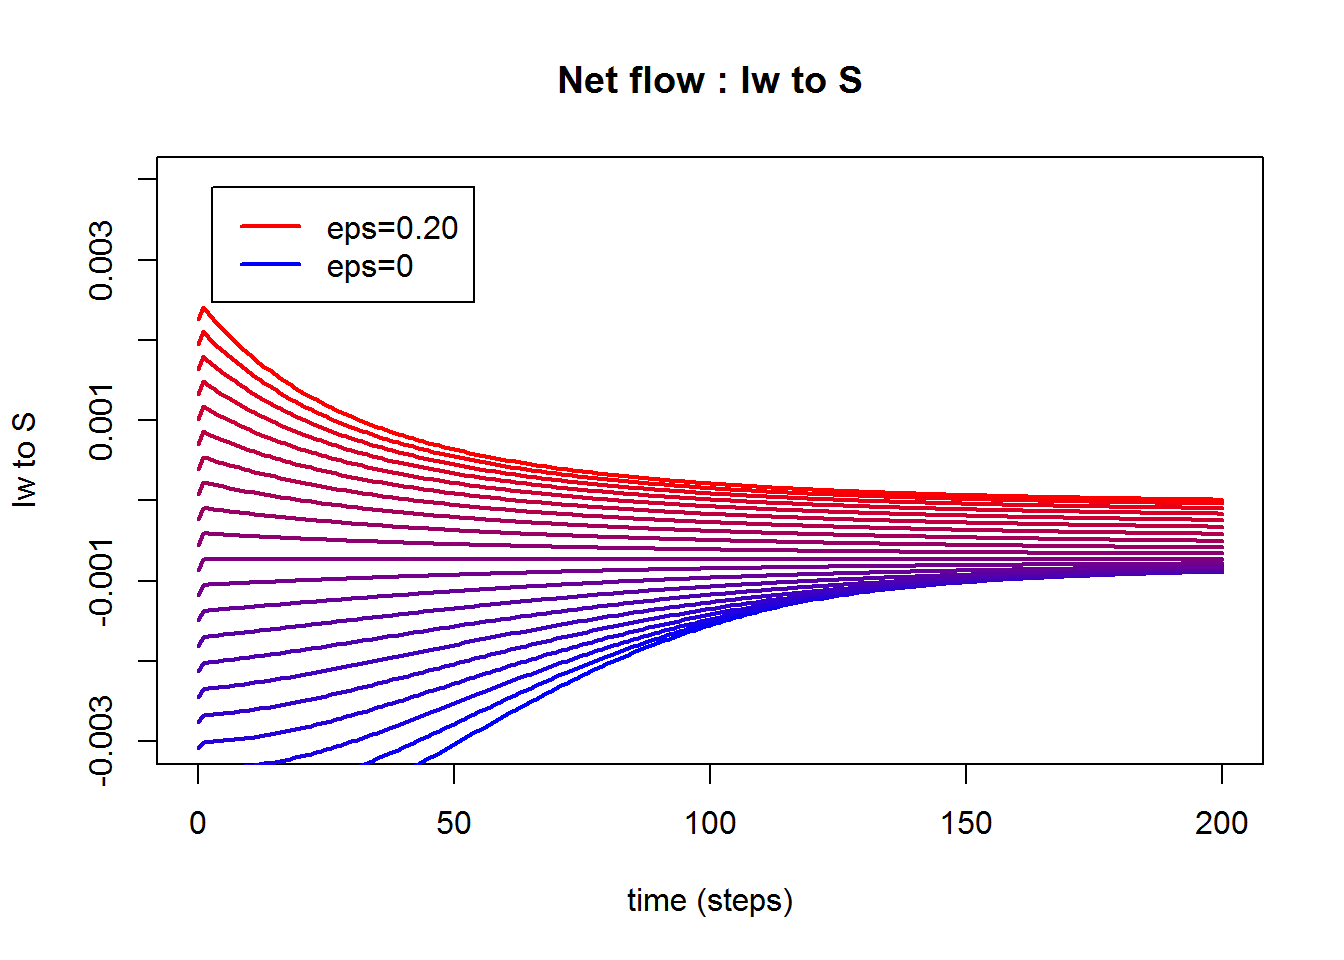 Net flow : Iw to S
eps=0.20
eps=0
Iw to S
0.003
0.001
-0.001
-0.003
0
50
100
150
200
time (steps)